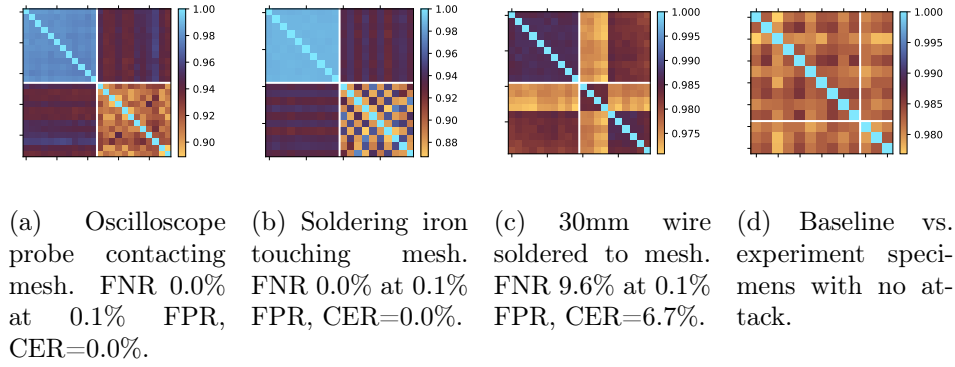 1.00
0.98
0.96
0.94
0.92
0.90
1.00
0.98
0.96
0.94
0.92
0.90
0.88
1.000
0.995
0.990
0.985
0.980
0.975
1.000
0.995
0.990
0.985
0.980
(a) Oscilloscope
probe contacting
mesh. FNR 0.0%
at 0.1% FPR,
CER=0.0%.
(b) Soldering iron
touching mesh.
FNR 0.0% at 0.1%
FPR, CER=0.0%.
(c) 30mm wire
soldered to mesh.
FNR 9.6% at 0.1%
FPR, CER=6.7%.
(d) Baseline vs.
experiment speci-
mens with no at-
tack.